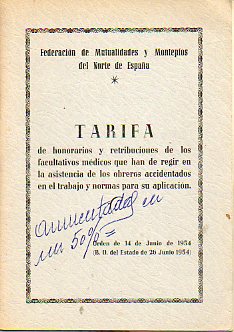 Federación de Mutualidades y Montepíos
del Norte de España
*
TARIFA
de honorarios y retribuciones de los
facultativos médicos que han de regir en
la asistencia de los obreros accidentados
en el trabajo y normas para su aplicación.
aumentadas en
un 50% =
Orden de 14 de Junio de 1954
(B. O. del Estado de 26 Junio 1954)